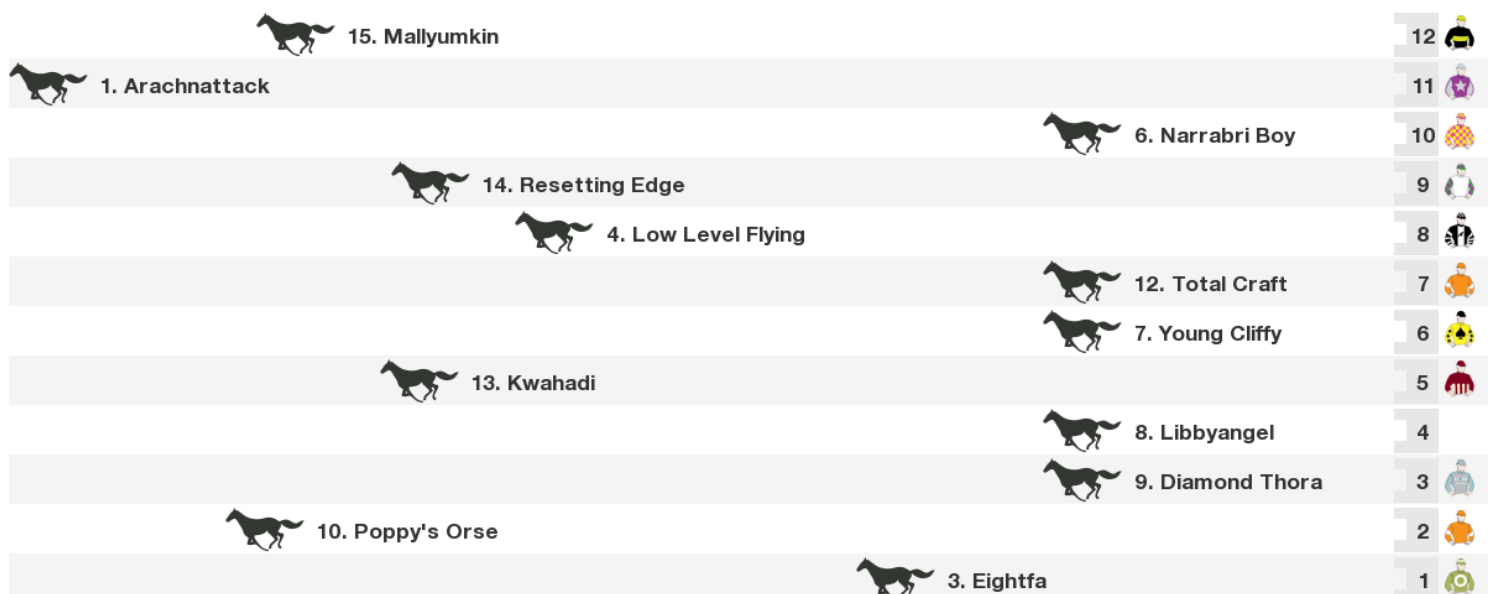 15. Mallyumkin 12
1. Arachnattack 11
6. Narrabri Boy 10
14. Resetting Edge 9
4. Low Level Flying 8
12. Total Craft 7
7. Young Cliffy 6
13. Kwahadi 5
8. Libbyangel 4
9. Diamond Thora 3
10. Poppy's Orse 2
3. Eightfa 1